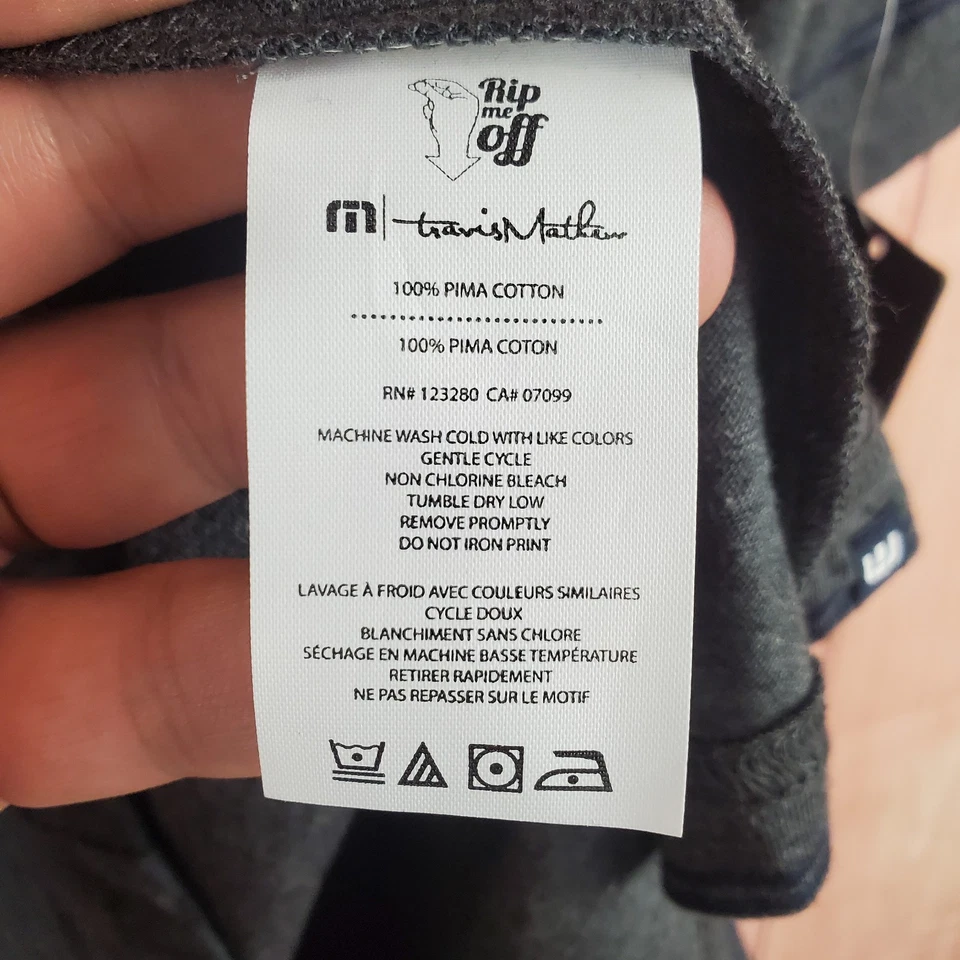 Rip
me
off
m | travisMathew
100% PIMA COTTON
100% PIMA COTON
RN# 123280 CA# 07099
MACHINE WASH COLD WITH LIKE COLORS
GENTLE CYCLE
NON CHLORINE BLEACH
TUMBLE DRY LOW
REMOVE PROMPTLY
DO NOT IRON PRINT
LAVAGE À FROID AVEC COULEURS SIMILAIRES
CYCLE DOUX
BLANCHIMENT SANS CHLORE
SÉCHAGE EN MACHINE BASSE TEMPÉRATURE
RETIRER RAPIDEMENT
NE PAS REPASSER SUR LE MOTIF